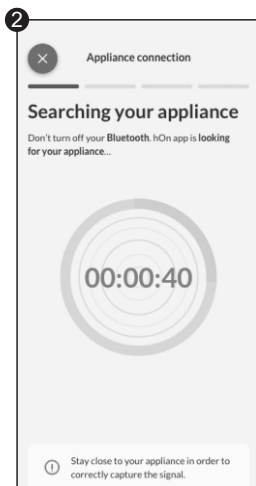 2
Appliance connection
Searching your appliance
Don't turn off your Bluetooth. hOn app is looking
for your appliance...
00:00:40
Stay close to your appliance in order to
correctly capture the signal.